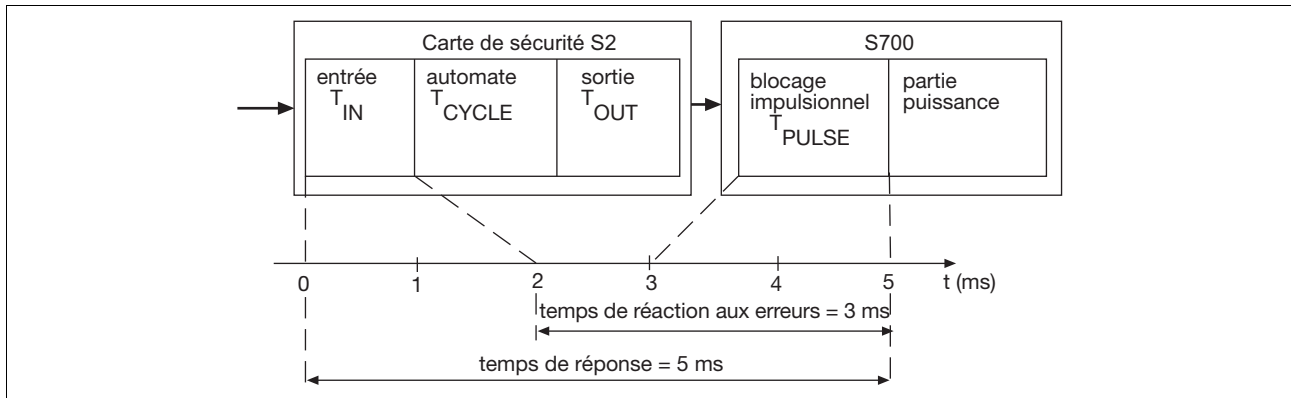 Carte de sécurité S2
S700
entrée
T IN
automate
T CYCLE
sortie
T OUT
blocage
impulsionnel
T PULSE
partie
puissance
0 1 2 3 4 5 t (ms)
temps de réaction aux erreurs = 3 ms
temps de réponse = 5 ms